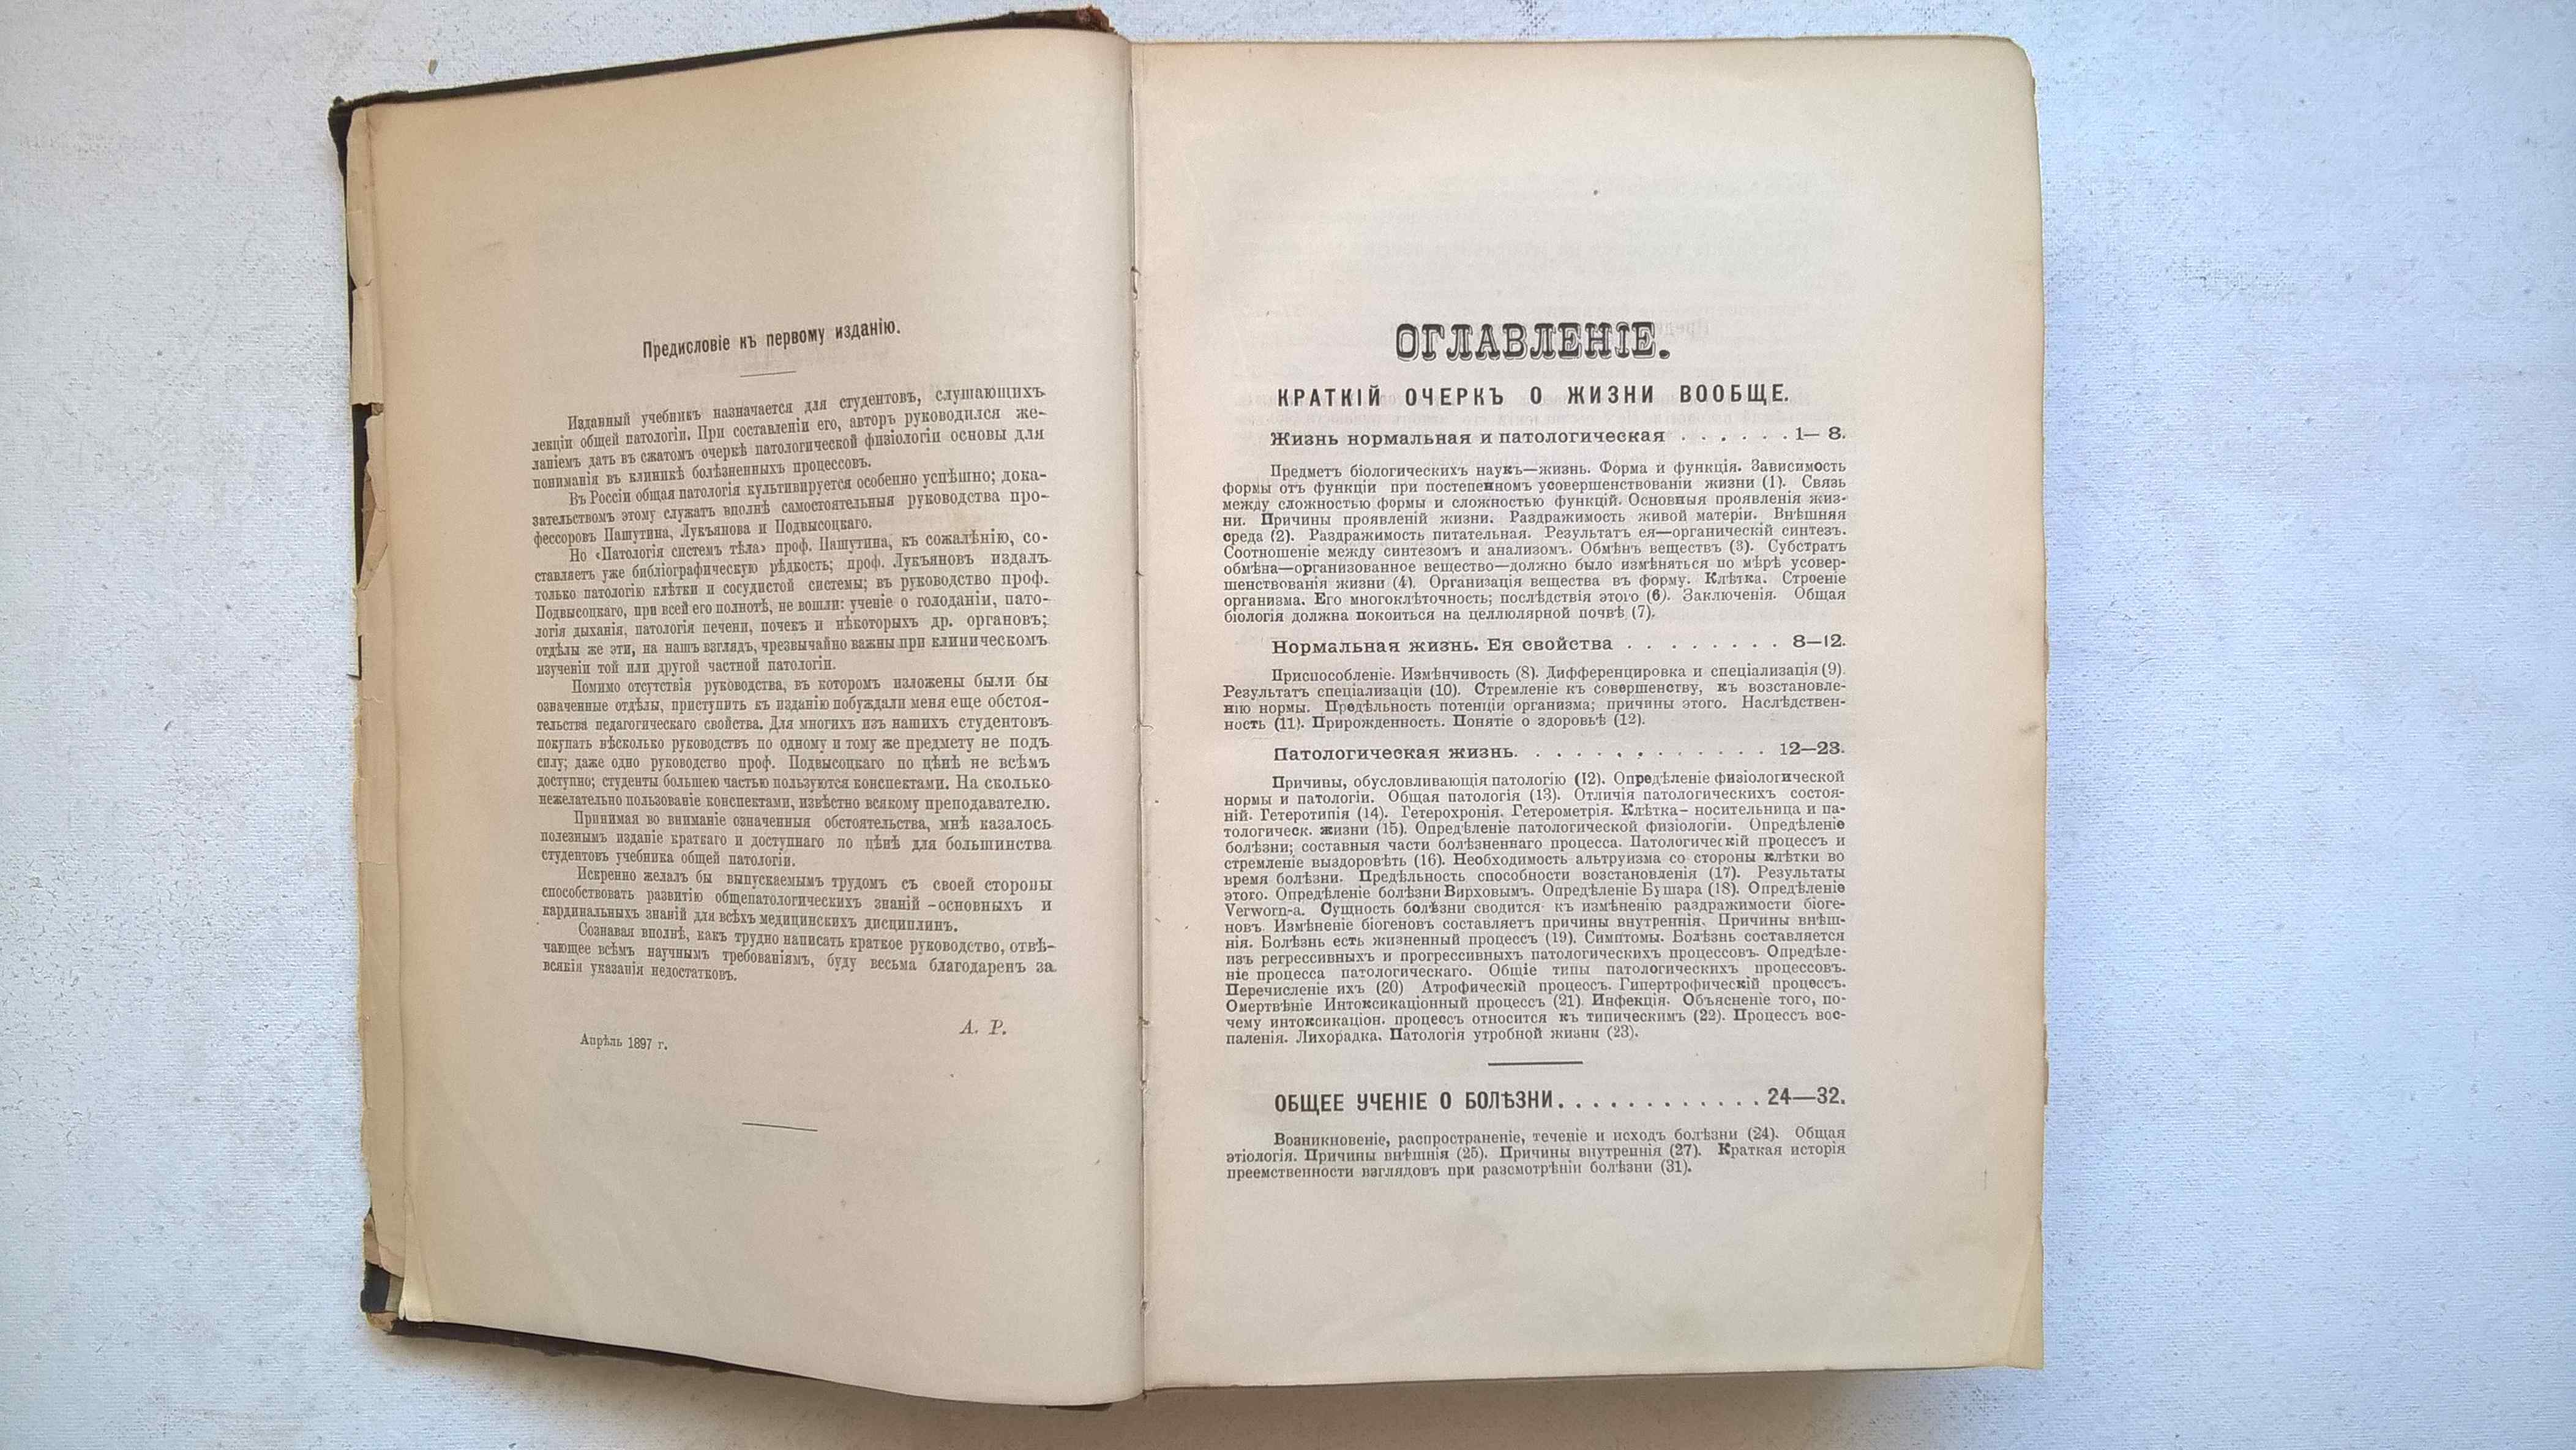 Предисловіе къ первому изданію.
Изданный учебникъ назначается для студентовъ, слушающихъ
лекціи общей патологіи. При составленіи его, авторъ руководился же-
ланіемъ дать въ сжатомъ очеркѣ патологической физіологіи основы для
пониманія въ клиникѣ болѣзненныхъ процессовъ.
Въ Россіи общая патологія культивируется особенно успѣшно; дока-
зательствомъ этому служатъ вполнѣ самостоятельныя руководства про-
фессоровъ Пашутина, Лукьянова и Подвысоцкаго.
Но «Патологія системъ тѣла» проф. Пашутина, къ сожалѣнію, со-
ставляетъ уже библіографическую рѣдкость; проф. Лукъяновъ издалъ
только патологію клѣтки и сосудистой системы; въ руководство проф.
Подвысоцкаго, при всей его полнотѣ, не вошли: ученіе о голоданіи, пато-
логія дыханія, патологія печени, почекъ и нѣкоторыхъ др. органовъ;
отдѣлы же эти, на нашъ взглядъ, чрезвычайно важны при клиническомъ
изученіи той или другой частной патологіи.
Помимо отсутствія руководства, въ которомъ изложены были бы
означенные отдѣлы, приступить къ изданію побуждали меня еще обстоя-
тельства педагогическаго свойства. Для многихъ изъ нашихъ студентовъ
покупать нѣсколько руководствъ по одному и тому же предмету не подъ
силу; даже одно руководство проф. Подвысоцкаго по цѣнѣ не всѣмъ
доступно; студенты большею частью пользуются конспектами. На сколько
нежелательно пользованіе конспектами, извѣстно всякому преподавателю.
Принимая во вниманіе означенныя обстоятельства, мнѣ казалось
полезнымъ изданіе краткаго и доступнаго по цѣнѣ для большинства
студентовъ учебника общей патологіи.
Искренно желалъ бы выпускаемымъ трудомъ съ своей стороны
способствовать развитію общепатологическихъ знаній -основныхъ и
кардинальныхъ знаній для всѣхъ медицинскихъ дисциплинъ.
Сознавая вполнѣ, какъ трудно написать краткое руководство, отвѣ-
чающее всѣмъ научнымъ требованіямъ, буду весьма благодаренъ за
всякія указанія недостатковъ.
А. Р.
Апрѣль 1897 г.
ОГЛАВЛЕНІЕ.
КРАТКІЙ ОЧЕРКЪ О ЖИЗНИ ВООБЩЕ.
Жизнь нормальная и патологическая . . . . . . 1— 8.
Предметъ біологическихъ наукъ—жизнь. Форма и функція. Зависимость
формы отъ функціи при постепенномъ усовершенствованіи жизни (1). Связь
между сложностью формы и сложностью функцій. Основныя проявленія жиз-
ни. Причины проявленій жизни. Раздражимость живой матеріи. Внѣшняя
среда (2). Раздражимость питательная. Результатъ ея—органическій синтезъ.
Соотношеніе между синтезомъ и анализомъ. Обмѣнъ веществъ (3). Субстратъ
обмѣна—организованное вещество—должно было измѣняться по мѣрѣ усовер-
шенствованія жизни (4). Организація вещества въ форму. Клѣтка. Строеніе
организма. Его многоклѣточность; послѣдствія этого (6). Заключенія. Общая
біологія должна покоиться на целлюлярной почвѣ (7).
Нормальная жизнь. Ея свойства . . . . . . . . 8—12.
Приспособленіе. Измѣнчивость (8). Дифференцировка и спеціализація (9).
Результатъ спеціализаціи (10). Стремленіе къ совершенству, къ возстановле-
нію нормы. Предѣльность потенціи организма; причины этого. Наслѣдствен-
ность (11). Прирожденность. Понятіе о здоровьѣ (12).
Патологическая жизнь. . . . . . . . . . . . . 12—23.
Причины, обусловливающія патологію (12). Опредѣленіе физіологической
нормы и патологіи. Общая патологія (13). Отличія патологическихъ состоя-
ній. Гетеротипія (14). Гетерохронія. Гетерометрія. Клѣтка- носительница и па-
тологическ. жизни (15). Опредѣленіе патологической физіологіи. Опредѣленіе
болѣзни; составныя части болѣзненнаго процесса. Патологическій процессъ и
стремленіе выздоровѣть (16). Необходимость альтруизма со стороны клѣтки во
время болѣзни. Предѣльность способности возстановленія (17). Результаты
этого. Опредѣленіе болѣзни Вирховымъ. Опредѣленіе Бушара (18). Опредѣленіе
Verworn-а. Сущность болѣзни сводится къ измѣненію раздражимости біоге-
новъ. Измѣненіе біогеновъ составляетъ причины внутреннія. Причины внѣш-
нія. Болѣзнь есть жизненный процессъ (19). Симптомы. Болѣзнь составляется
изъ регрессивныхъ и прогрессивныхъ патологическихъ процессовъ. Опредѣле-
ніе процесса патологическаго. Общіе типы патологическихъ процессовъ.
Перечисленіе ихъ (20) Атрофическій процессъ. Гипертрофическій процессъ.
Омертвѣніе Интоксикаціонный процессъ (21). Инфекція. Объясненіе того, по-
чему интоксикаціон. процессъ относится къ типическимъ (22). Процессъ вос-
паленія. Лихорадка. Патологія утробной жизни (23).
ОБЩЕЕ УЧЕНІЕ О БОЛѢЗНИ. . . . . . . . . . . . 24—32.
Возникновеніе, распространеніе, теченіе и исходъ болѣзни (24). Общая
этіологія. Причины внѣшнія (25). Причины внутреннія (27). Краткая исторія
преемственности взглядовъ при разсмотрѣніи болѣзни (31).